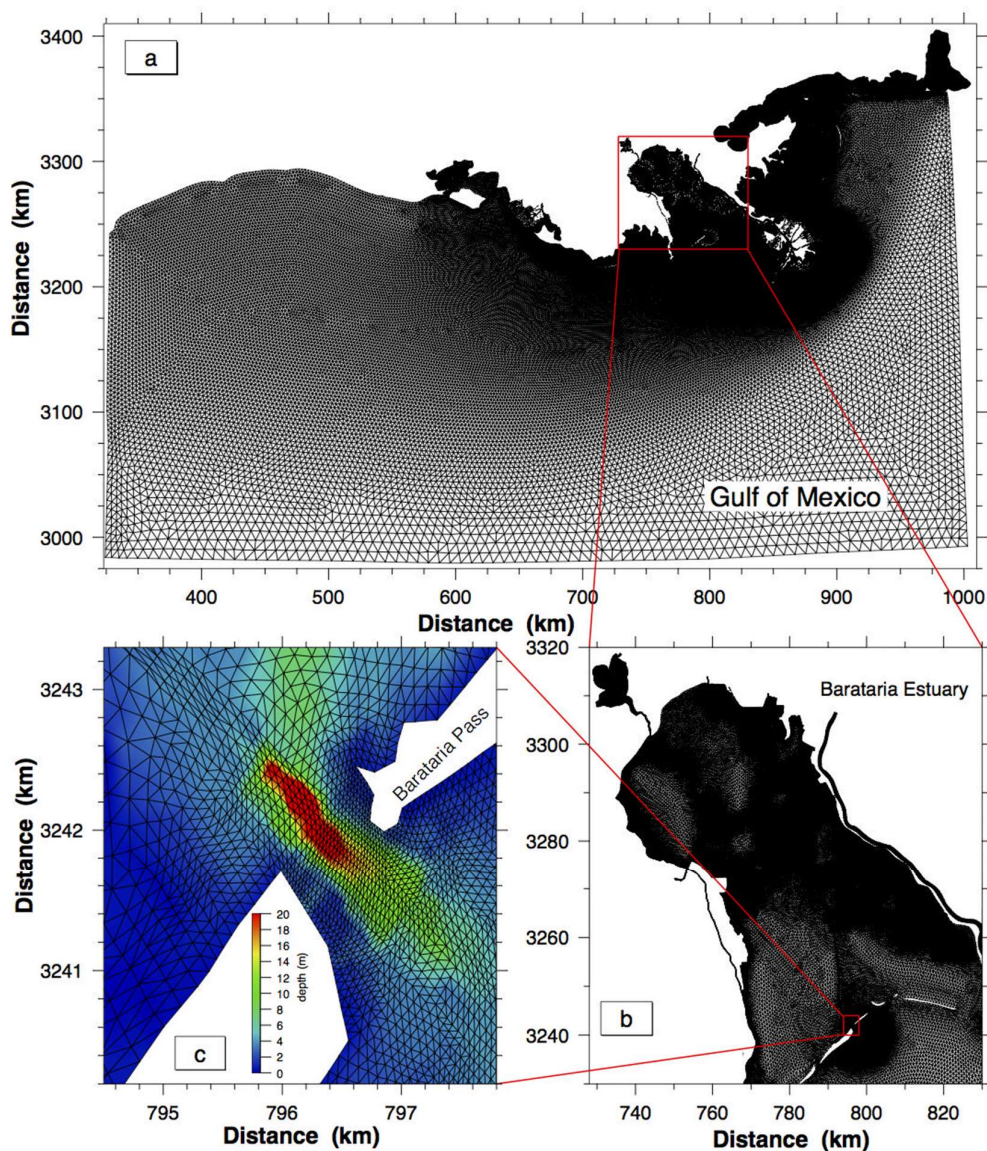 a
3400
3300
3200
3100
3000
Distance (km)
Gulf of Mexico
400 500 600 700 800 900 1000
Distance (km)
3243
3242
3241
Distance (km)
Barataria Pass
20
18
16
14
12
10
8
6
4
2
0
depth (m)
c
795 796 797
Distance (km)
3320
3300
3280
3260
3240
Distance (km)
Barataria Estuary
b
740 760 780 800 820
Distance (km)